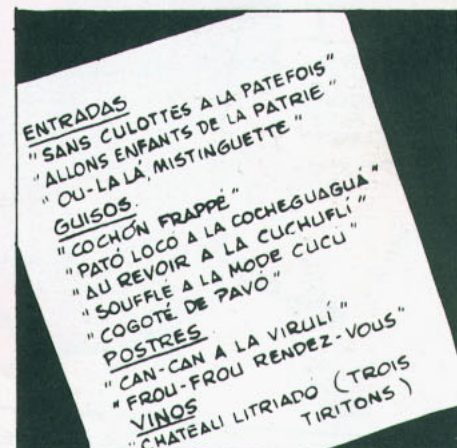 ENTRADAS
"SANS CULOTTES A LA PATEFOIS"
"ALLONS ENFANTS DE LA PATRIE"
"OU-LA LÁ, MISTINGUETTE"
GUISOS.
"COCHÓN FRAPPÉ"
"PATÓ LOCÓ A LA COCHEGUAGUÁ"
"AU REVOIR A LA CUCHUFLÍ"
"SOUFFLÉ A LA MODE CUCÚ"
"COGOTÉ DE PAVÓ"
POSTRES.
"CAN-CAN A LA VIRULÍ"
"FROU-FROU RENDEZ-VOUS"
VINOS
"CHATEAU LITRIADÓ (TROIS
TIRITONS)